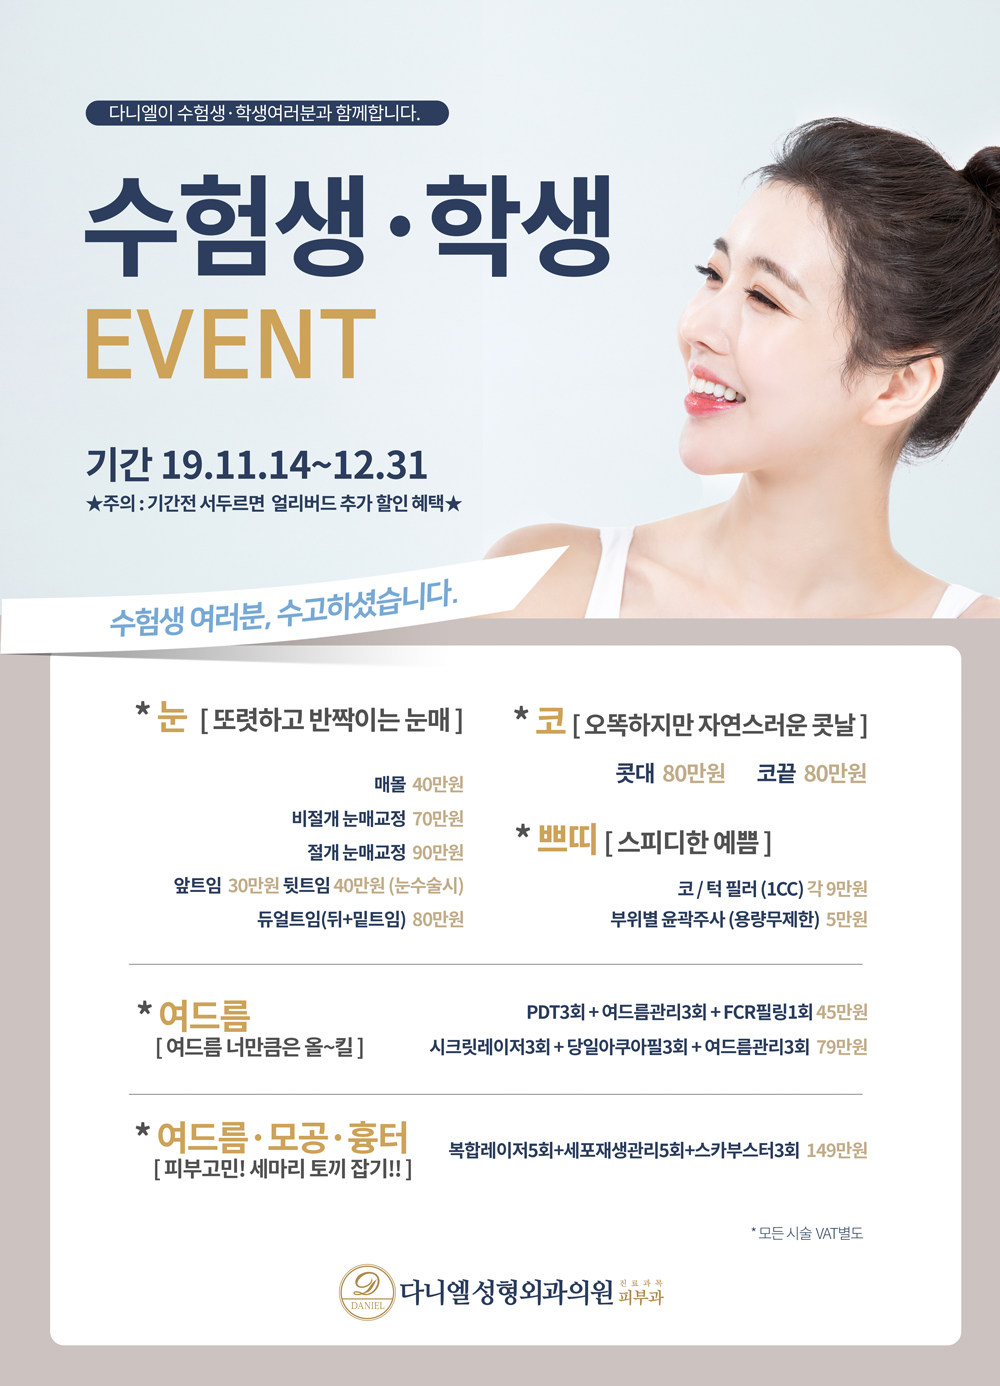 다니엘이 수험생·학생여러분과 함께합니다.
수험생·학생
EVENT
기간 19.11.14~12.31
★주의 : 기간전 서두르면 얼리버드 추가 할인 혜택★
수험생 여러분, 수고하셨습니다.
* 눈 [ 또렷하고 반짝이는 눈매 ]
매몰 40만원
비절개 눈매교정 70만원
절개 눈매교정 90만원
앞트임 30만원 뒷트임 40만원 (눈수술시)
듀얼트임(뒤+밑트임) 80만원
* 코 [ 오똑하지만 자연스러운 콧날 ]
콧대 80만원 코끝 80만원
* 쁘띠 [ 스피디한 예쁨 ]
코 / 턱 필러 (1CC) 각 9만원
부위별 윤곽주사 (용량무제한) 5만원
* 여드름
[ 여드름 너만큼은 올~킬 ]
PDT3회 + 여드름관리3회 + FCR필링1회 45만원
시크릿레이저3회 + 당일아쿠아필3회 + 여드름관리3회 79만원
* 여드름·모공·흉터
[ 피부고민! 세마리 토끼 잡기!! ]
복합레이저5회+세포재생관리5회+스카부스터3회 149만원
* 모든 시술 VAT별도
D
DANIEL
다니엘성형외과의원
진료과목
피부과